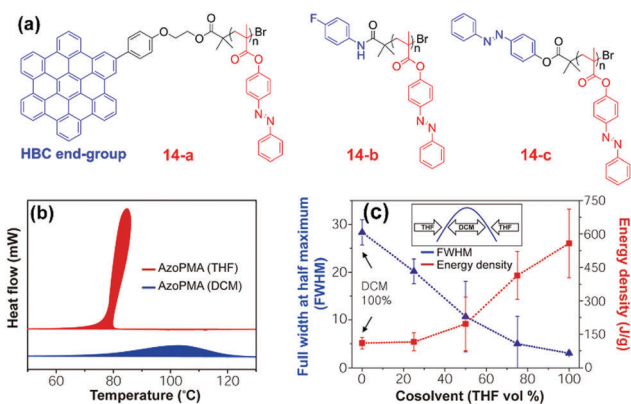 (a)
O
O
O
O
n
Br
O
O
N
N
HBC end-group
14-a
F
N
H
O
n
Br
O
O
N
N
14-b
N
N
O
O
n
Br
O
O
N
N
14-c
(b)
Heat flow (mW)
AzoPMA (THF)
AzoPMA (DCM)
60 80 100 120
Temperature (°C)
(c)
Full width at half maximum
(FWHM)
30
20
10
0
THF DCM THF
FWHM
Energy density
DCM
100%
750
600
450
300
150
0
Energy density (J/g)
0 25 50 75 100
Cosolvent (THF vol %)